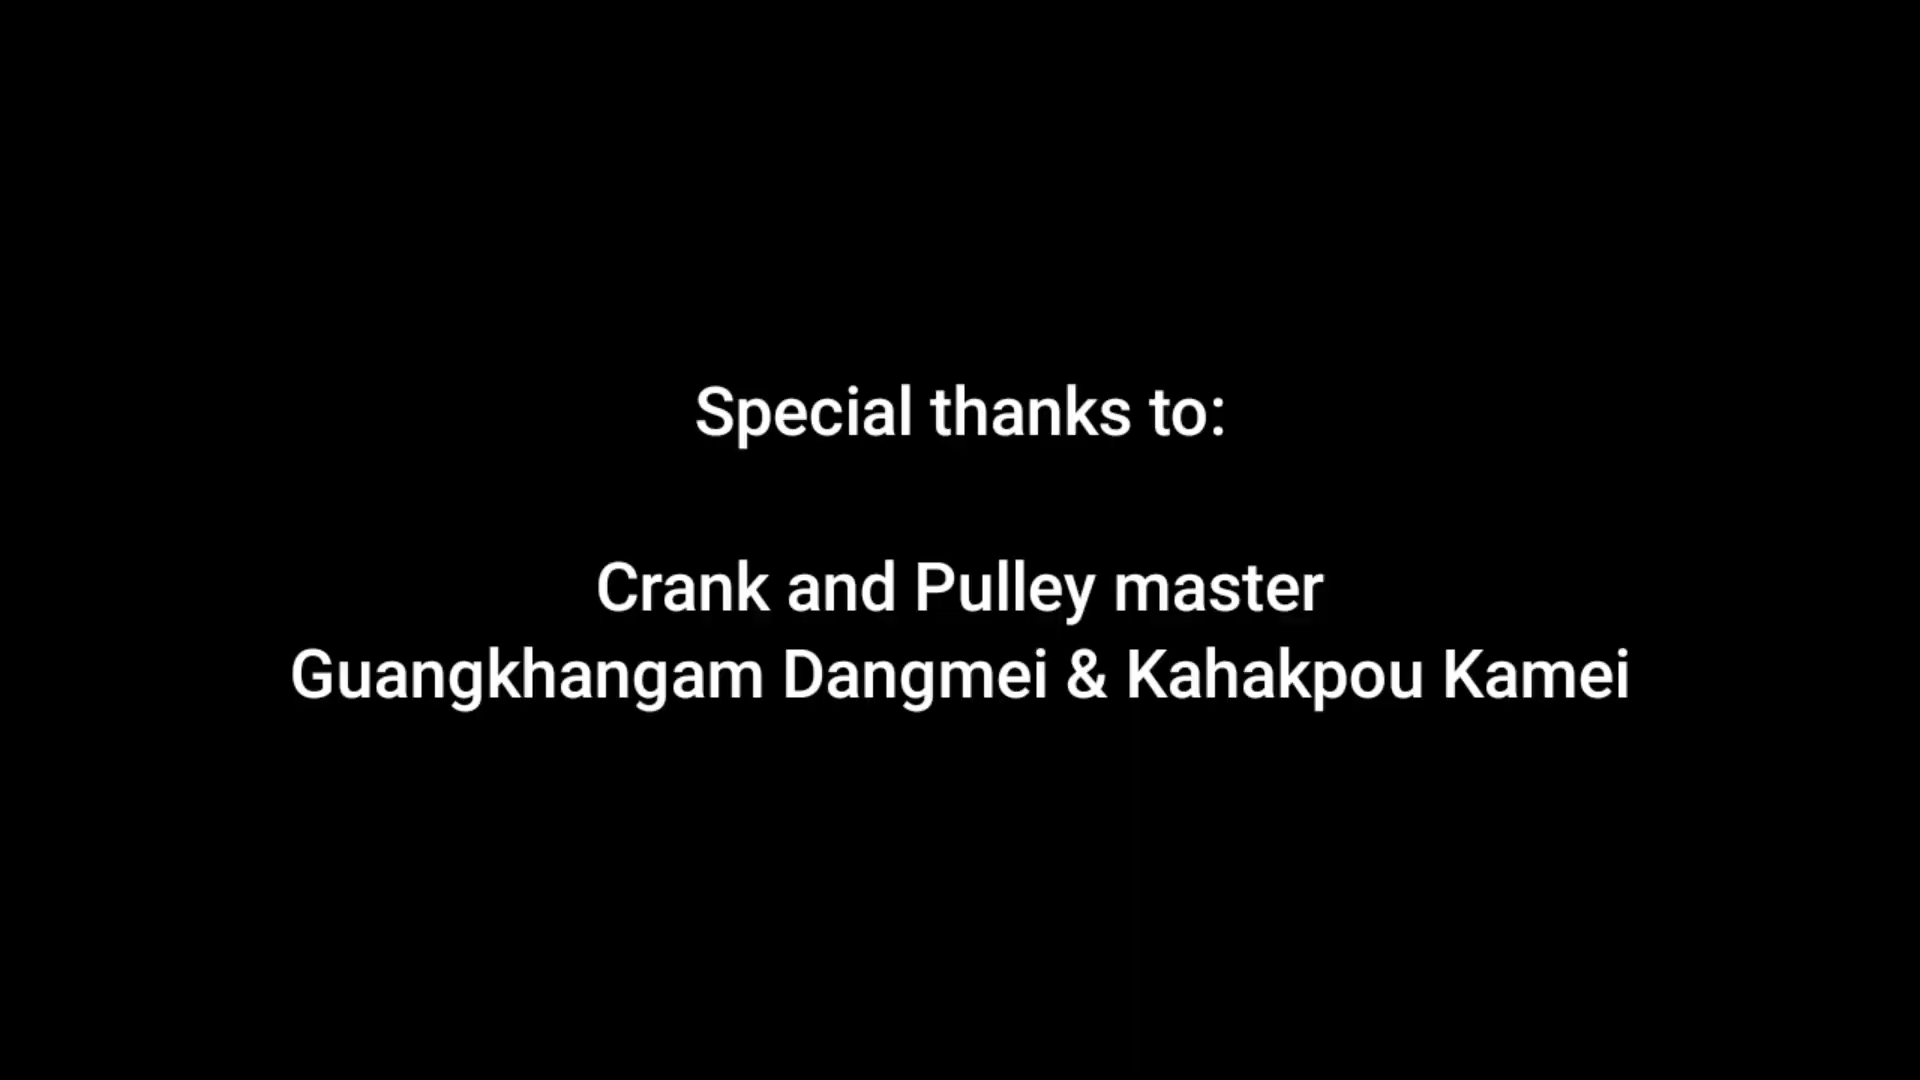 Special thanks to:
Crank and Pulley master
Guangkhangam Dangmei & Kahakpou Kamei